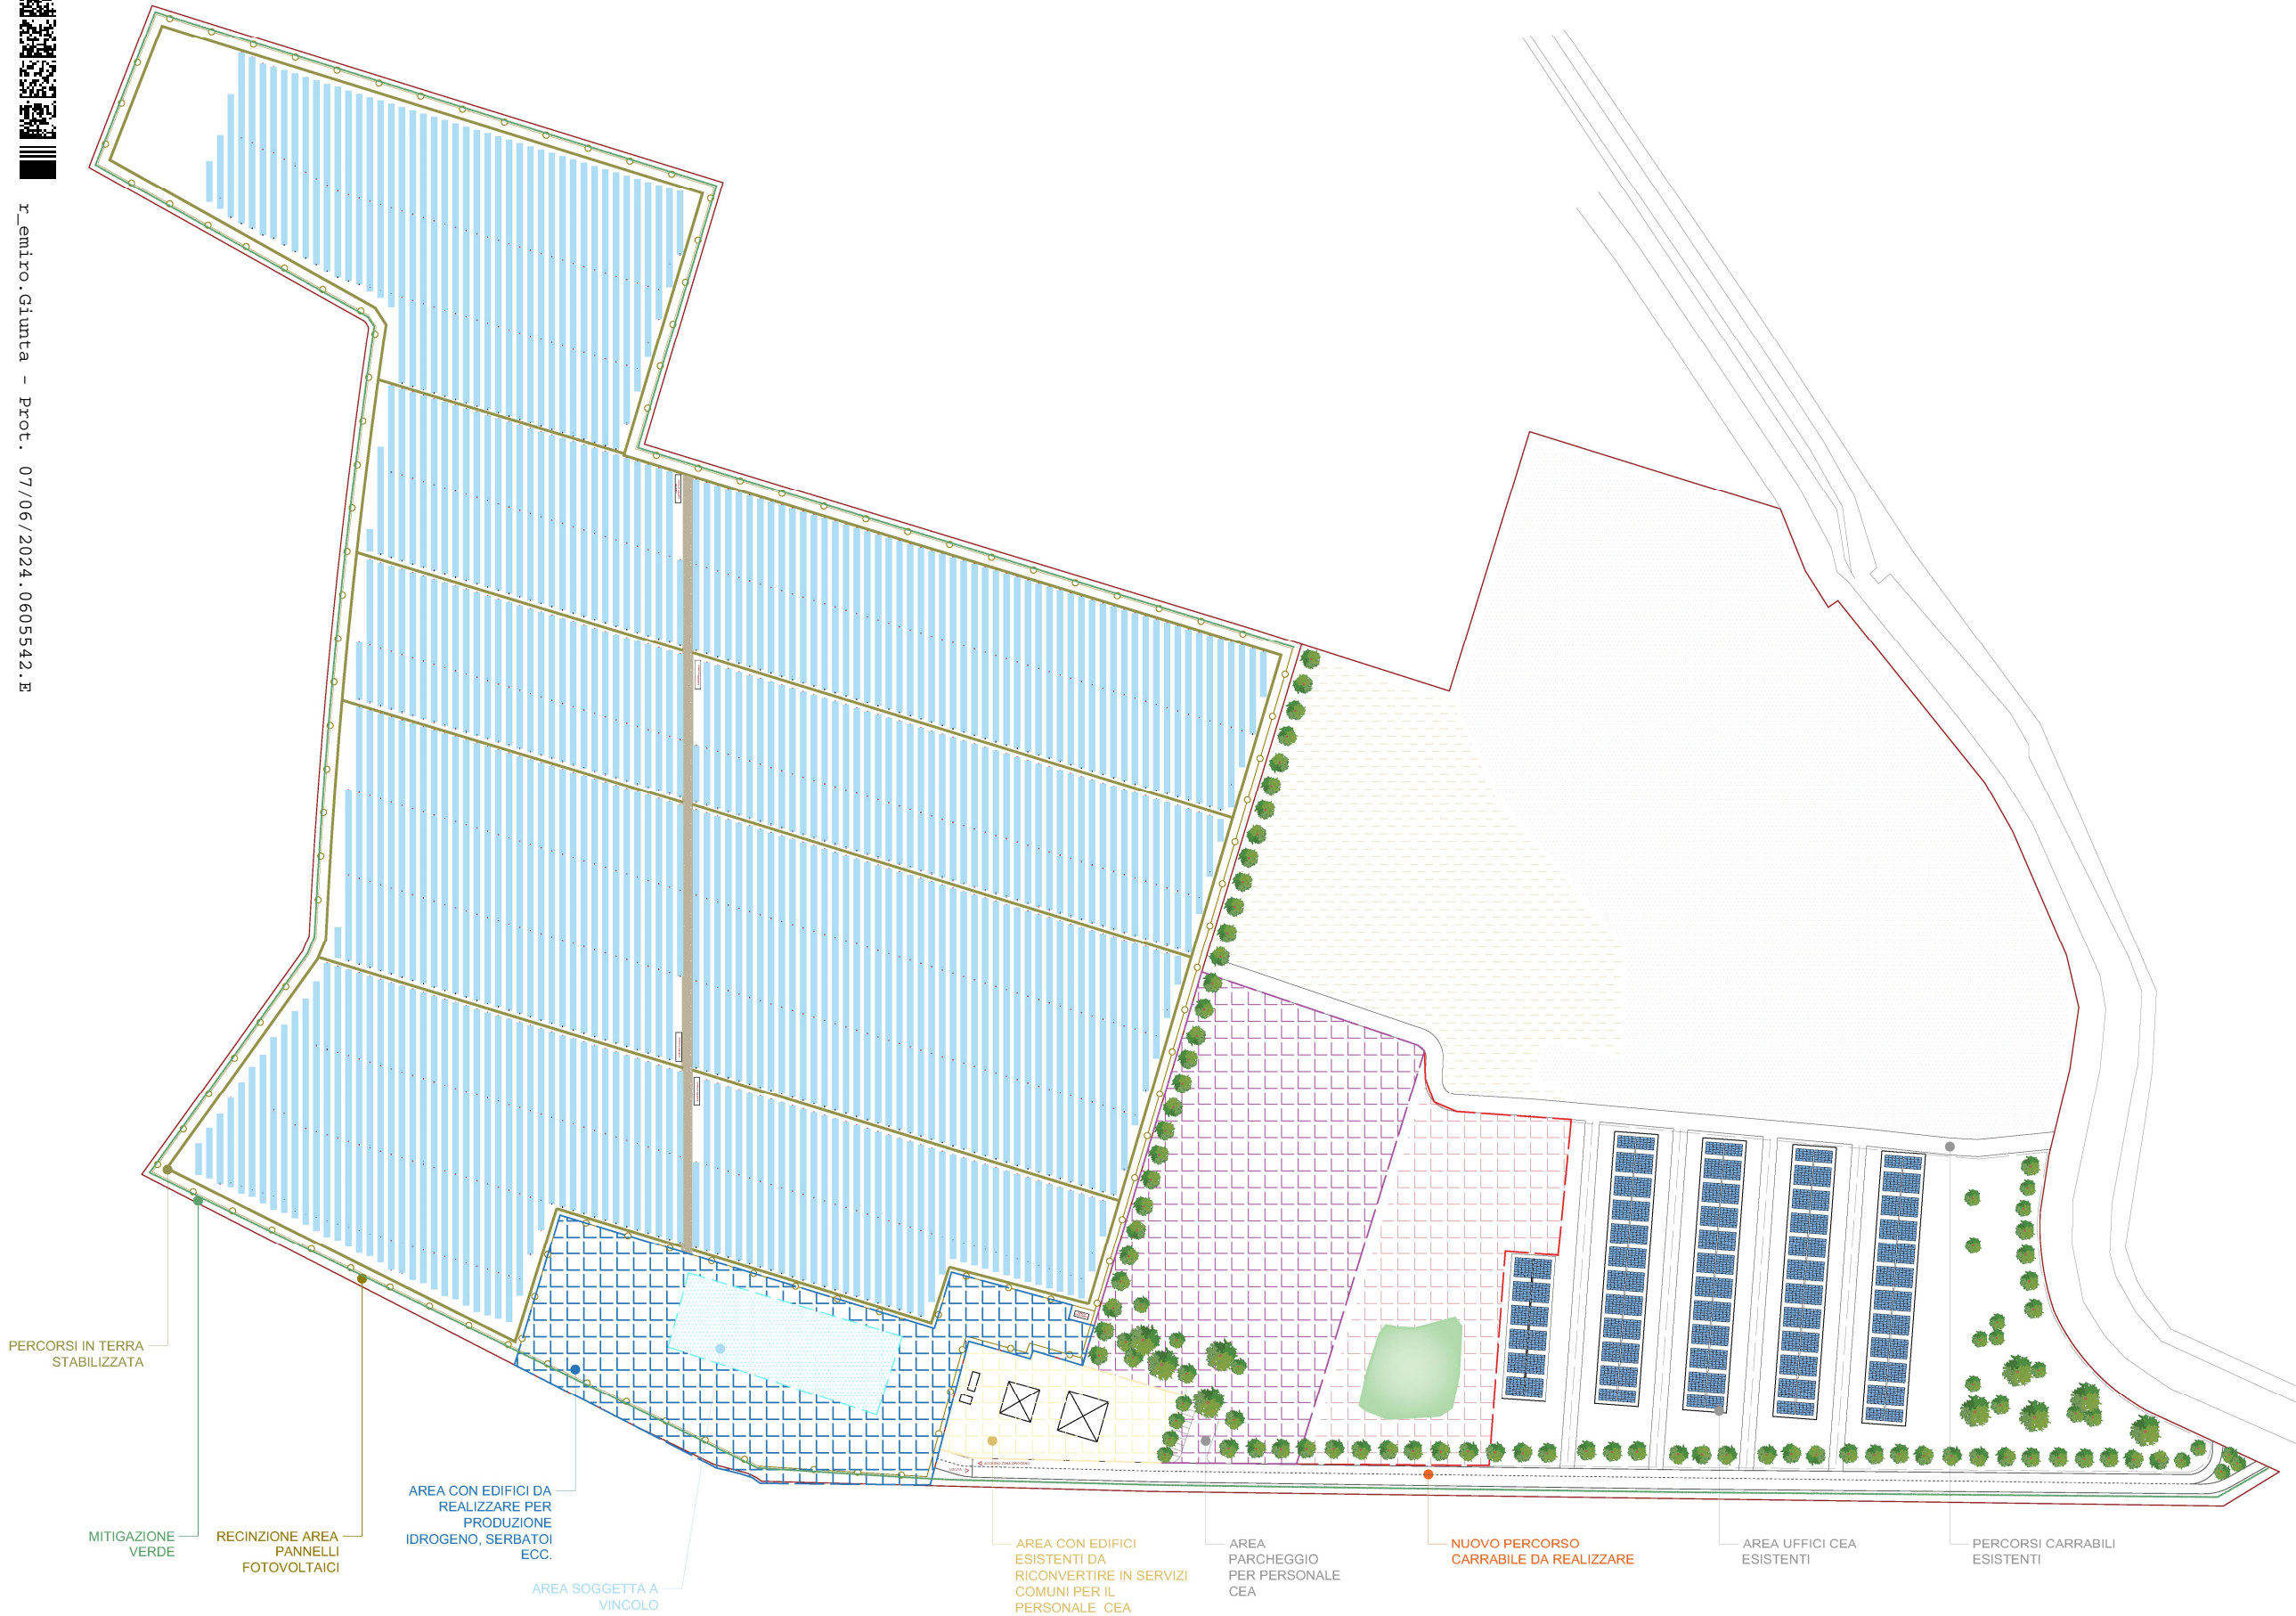 r_emiro.Giunta - Prot. 07/06/2024.0605542.E
PERCORSI IN TERRA
STABILIZZATA
MITIGAZIONE
VERDE
RECINZIONE AREA
PANNELLI
FOTOVOLTAICI
AREA CON EDIFICI DA
REALIZZARE PER
PRODUZIONE
IDROGENO, SERBATOI
ECC.
AREA SOGGETTA A
VINCOLO
AREA CON EDIFICI
ESISTENTI DA
RICONVERTIRE IN SERVIZI
COMUNI PER IL
PERSONALE CEA
AREA
PARCHEGGIO
PER PERSONALE
CEA
NUOVO PERCORSO
CARRABILE DA REALIZZARE
AREA UFFICI CEA
ESISTENTI
PERCORSI CARRABILI
ESISTENTI